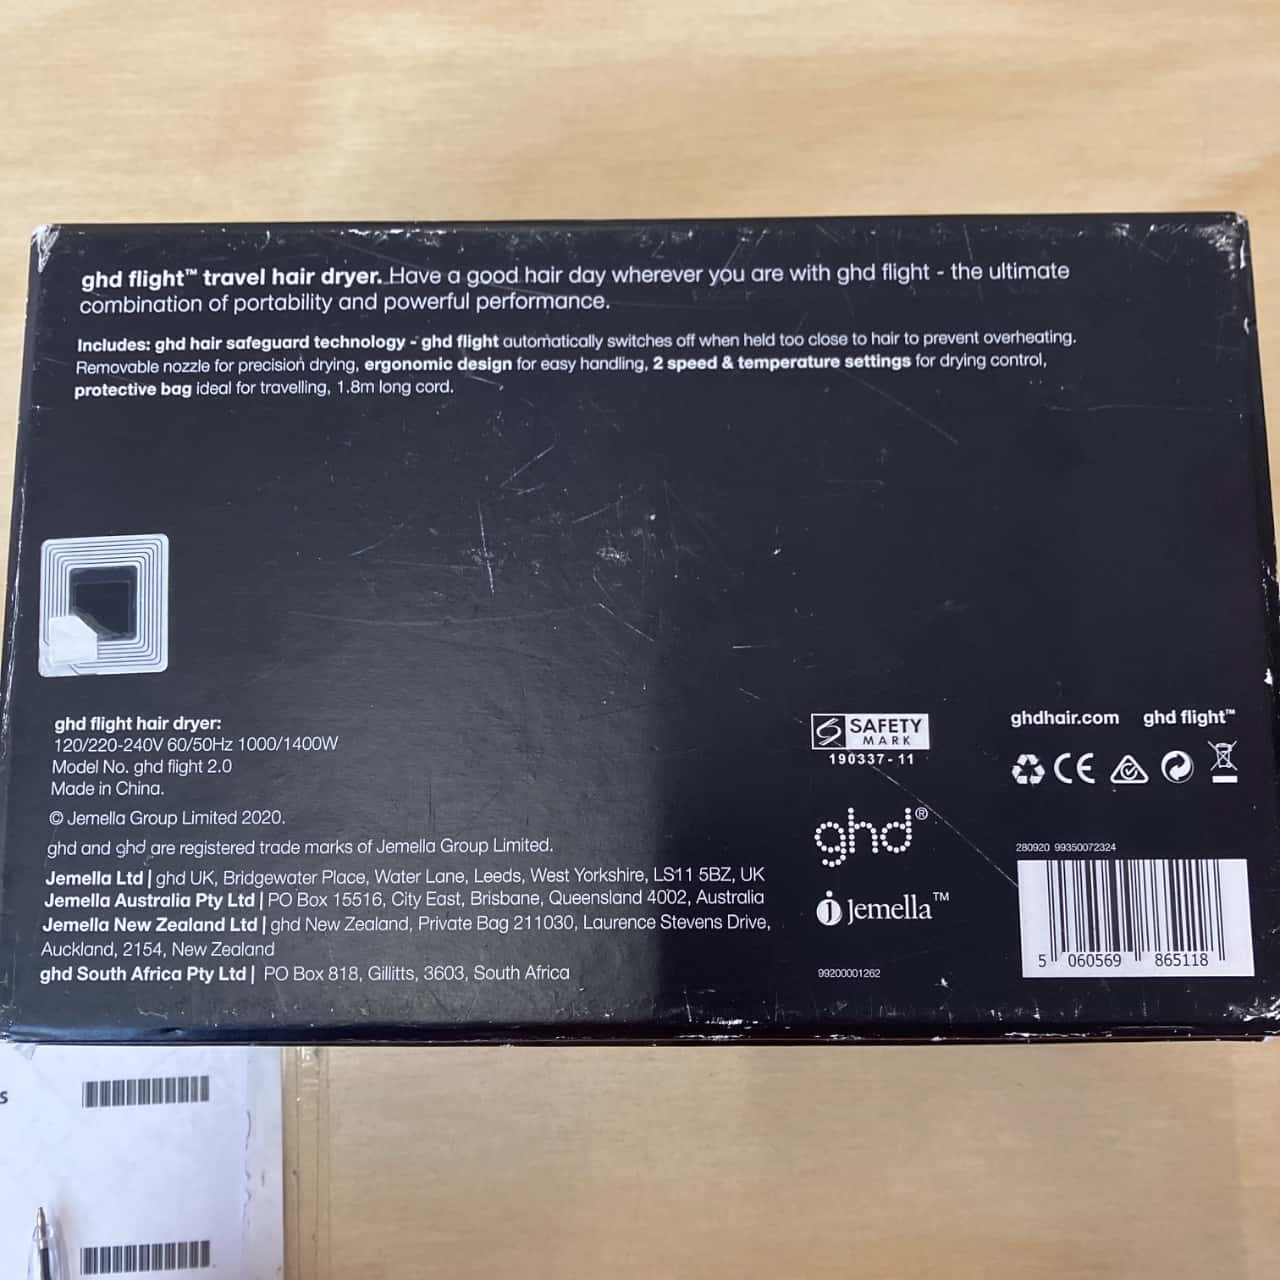 ghd flight™ travel hair dryer. Have a good hair day wherever you are with ghd flight - the ultimate
combination of portability and powerful performance.
Includes: ghd hair safeguard technology - ghd flight automatically switches off when held too close to hair to prevent overheating.
Removable nozzle for precision drying, ergonomic design for easy handling, 2 speed & temperature settings for drying control,
protective bag ideal for travelling, 1.8m long cord.
ghd flight hair dryer:
120/220-240V 60/50Hz 1000/1400W
Model No. ghd flight 2.0
Made in China.
© Jemella Group Limited 2020.
ghd and ghd are registered trade marks of Jemella Group Limited.
Jemella Ltd | ghd UK, Bridgewater Place, Water Lane, Leeds, West Yorkshire, LS11 5BZ, UK
Jemella Australia Pty Ltd | PO Box 15516, City East, Brisbane, Queensland 4002, Australia
Jemella New Zealand Ltd | ghd New Zealand, Private Bag 211030, Laurence Stevens Drive,
Auckland, 2154, New Zealand
ghd South Africa Pty Ltd | PO Box 818, Gillitts, 3603, South Africa
SAFETY
MARK
190337-11
ghd®
Jemella™
99200001262
ghdhair.com ghd flight™
CE
280920 99350072324
5 060569 865118
s